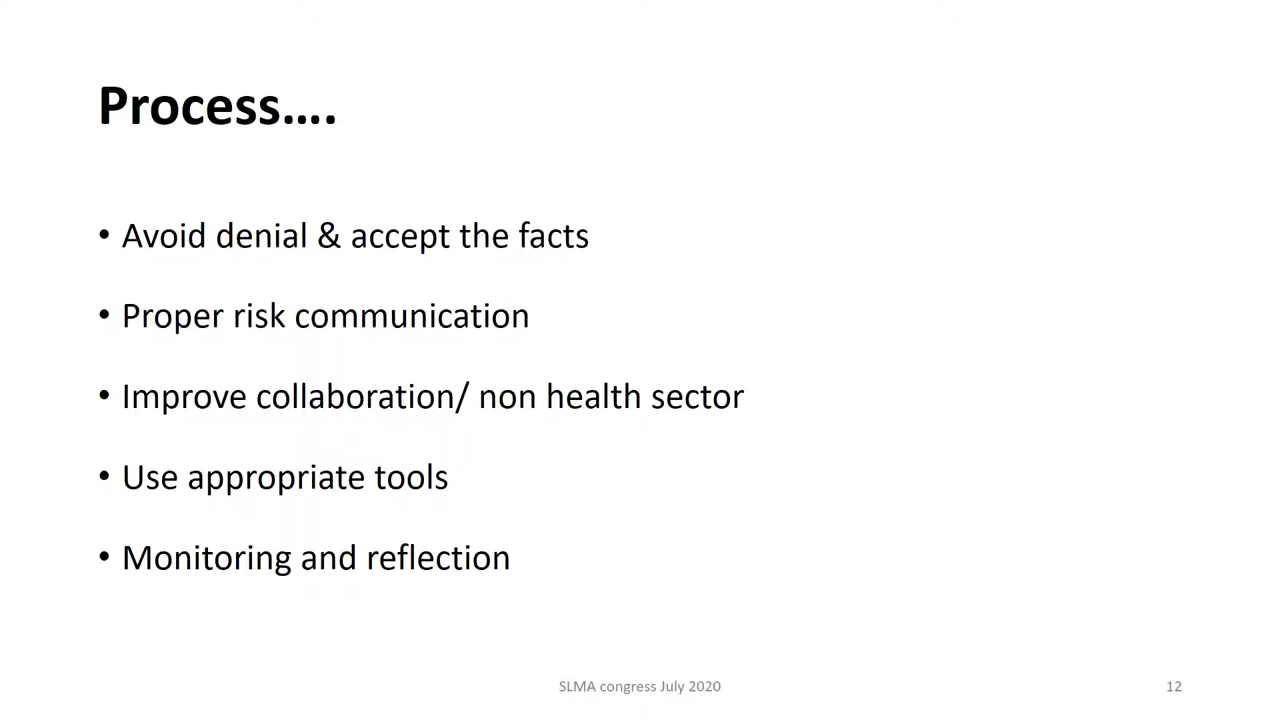 Process….
• Avoid denial & accept the facts
• Proper risk communication
• Improve collaboration/ non health sector
• Use appropriate tools
• Monitoring and reflection
SLMA congress July 2020
12